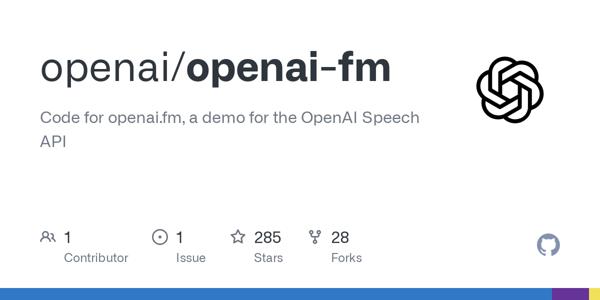 openai/openai-fm
Code for openai.fm, a demo for the OpenAI Speech
API
1
Contributor
1
Issue
285
Stars
28
Forks